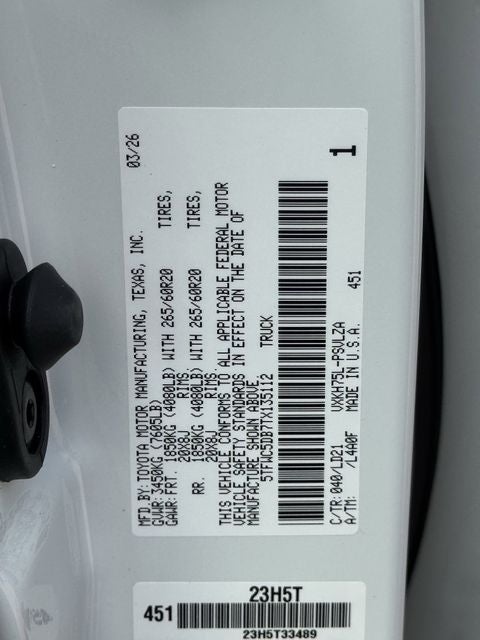 MFD.BY: TOYOTA MOTOR MANUFACTURING, TEXAS, INC. 03/26
GVWR: 3450KG (7605LB)
GAWR: FRT. 1850KG (4080LB) WITH 265/60R20 TIRES,
20X8J RIMS.
RR. 1850KG (4080LB) WITH 265/60R20 TIRES,
20X8J RIMS.
THIS VEHICLE CONFORMS TO ALL APPLICABLE FEDERAL MOTOR
VEHICLE SAFETY STANDARDS IN EFFECT ON THE DATE OF
MANUFACTURE SHOWN ABOVE.
5TFWC5DB77X135112 TRUCK
C/TR: 040/LD21 VXKH75L-PSVLZA 451
A/TM: /L4A0F MADE IN U.S.A. 1
23H5T
451
23H5T33489